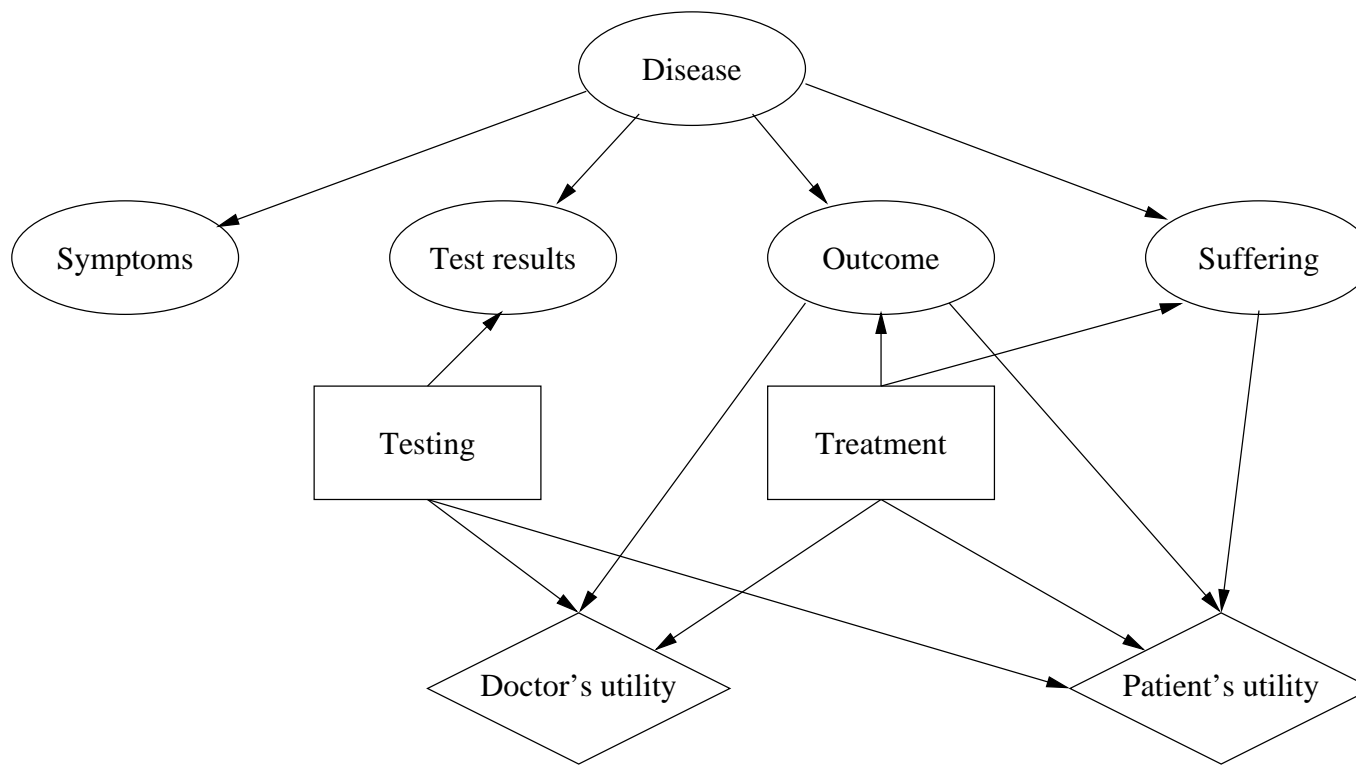 Disease
Symptoms
Test results
Outcome
Suffering
Testing
Treatment
Doctor’s utility
Patient’s utility